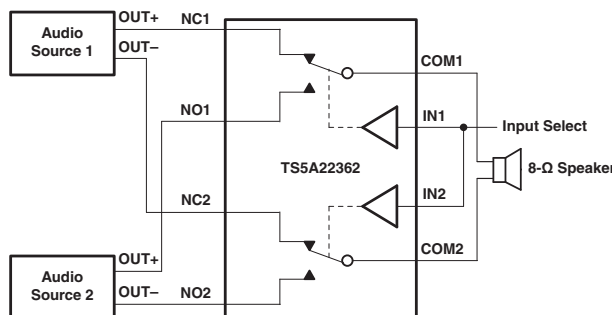 OUT+
NC1
Audio
Source 1
OUT–
COM1
NO1
IN1
Input Select
TS5A22362
8-Ω Speaker
IN2
NC2
COM2
OUT+
Audio
Source 2
OUT–
NO2